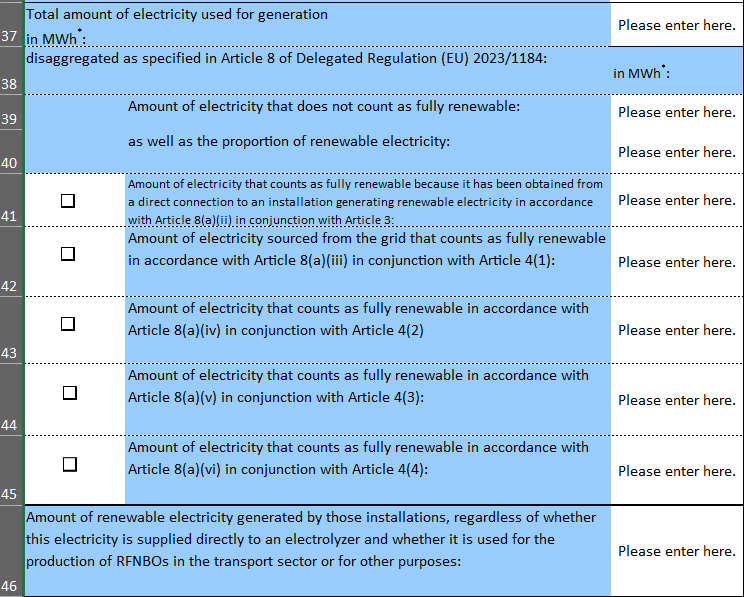 Total amount of electricity used for generation
37 in MWh*: Please enter here.
disaggregated as specified in Article 8 of Delegated Regulation (EU) 2023/1184:
38 in MWh*:
39 Amount of electricity that does not count as fully renewable: Please enter here.
as well as the proportion of renewable electricity:
40 Please enter here.
Amount of electricity that counts as fully renewable because it has been obtained from
a direct connection to an installation generating renewable electricity in accordance Please enter here.
41 with Article 8(a)(ii) in conjunction with Article 3:
Amount of electricity sourced from the grid that counts as fully renewable
in accordance with Article 8(a)(iii) in conjunction with Article 4(1): Please enter here.
42
Amount of electricity that counts as fully renewable in accordance with
Article 8(a)(iv) in conjunction with Article 4(2) Please enter here.
43
Amount of electricity that counts as fully renewable in accordance with
Article 8(a)(v) in conjunction with Article 4(3): Please enter here.
44
Amount of electricity that counts as fully renewable in accordance with
Article 8(a)(vi) in conjunction with Article 4(4): Please enter here.
45
Amount of renewable electricity generated by those installations, regardless of whether
this electricity is supplied directly to an electrolyzer and whether it is used for the
production of RFNBOs in the transport sector or for other purposes: Please enter here.
46